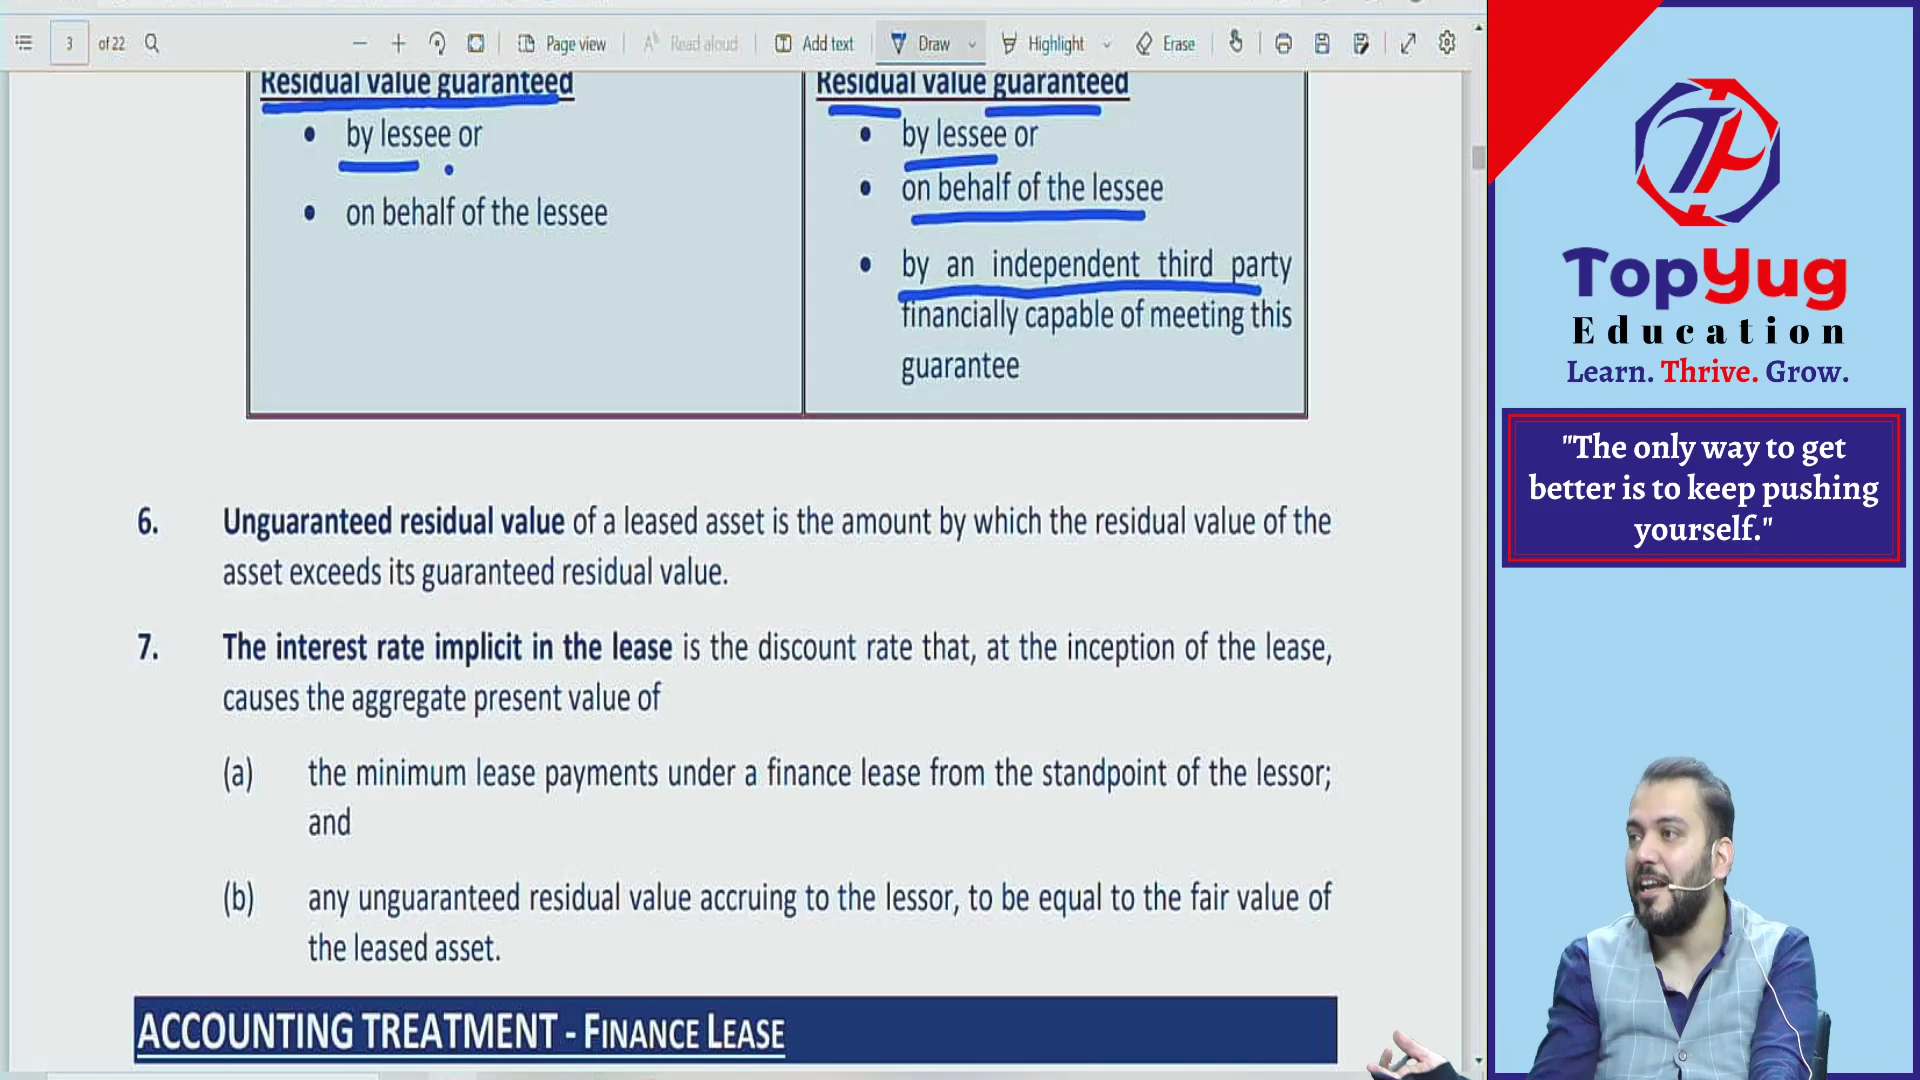 3 of 22 Page view Read aloud Add text Draw Highlight Erase
Residual value guaranteed
• by lessee or
• on behalf of the lessee
Residual value guaranteed
• by lessee or
• on behalf of the lessee
• by an independent third party
financially capable of meeting this
guarantee
6. Unguaranteed residual value of a leased asset is the amount by which the residual value of the
asset exceeds its guaranteed residual value.
7. The interest rate implicit in the lease is the discount rate that, at the inception of the lease,
causes the aggregate present value of
(a) the minimum lease payments under a finance lease from the standpoint of the lessor;
and
(b) any unguaranteed residual value accruing to the lessor, to be equal to the fair value of
the leased asset.
ACCOUNTING TREATMENT - FINANCE LEASE
TopYug
Education
Learn. Thrive. Grow.
"The only way to get
better is to keep pushing
yourself."